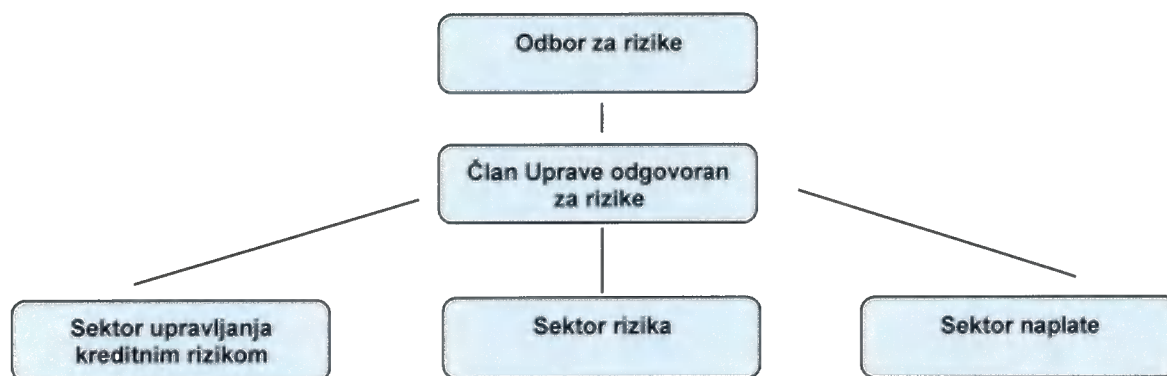 Odbor za rizike
Član Uprave odgovoran
za rizike
Sektor upravljanja
kreditnim rizikom
Sektor rizika
Sektor naplate